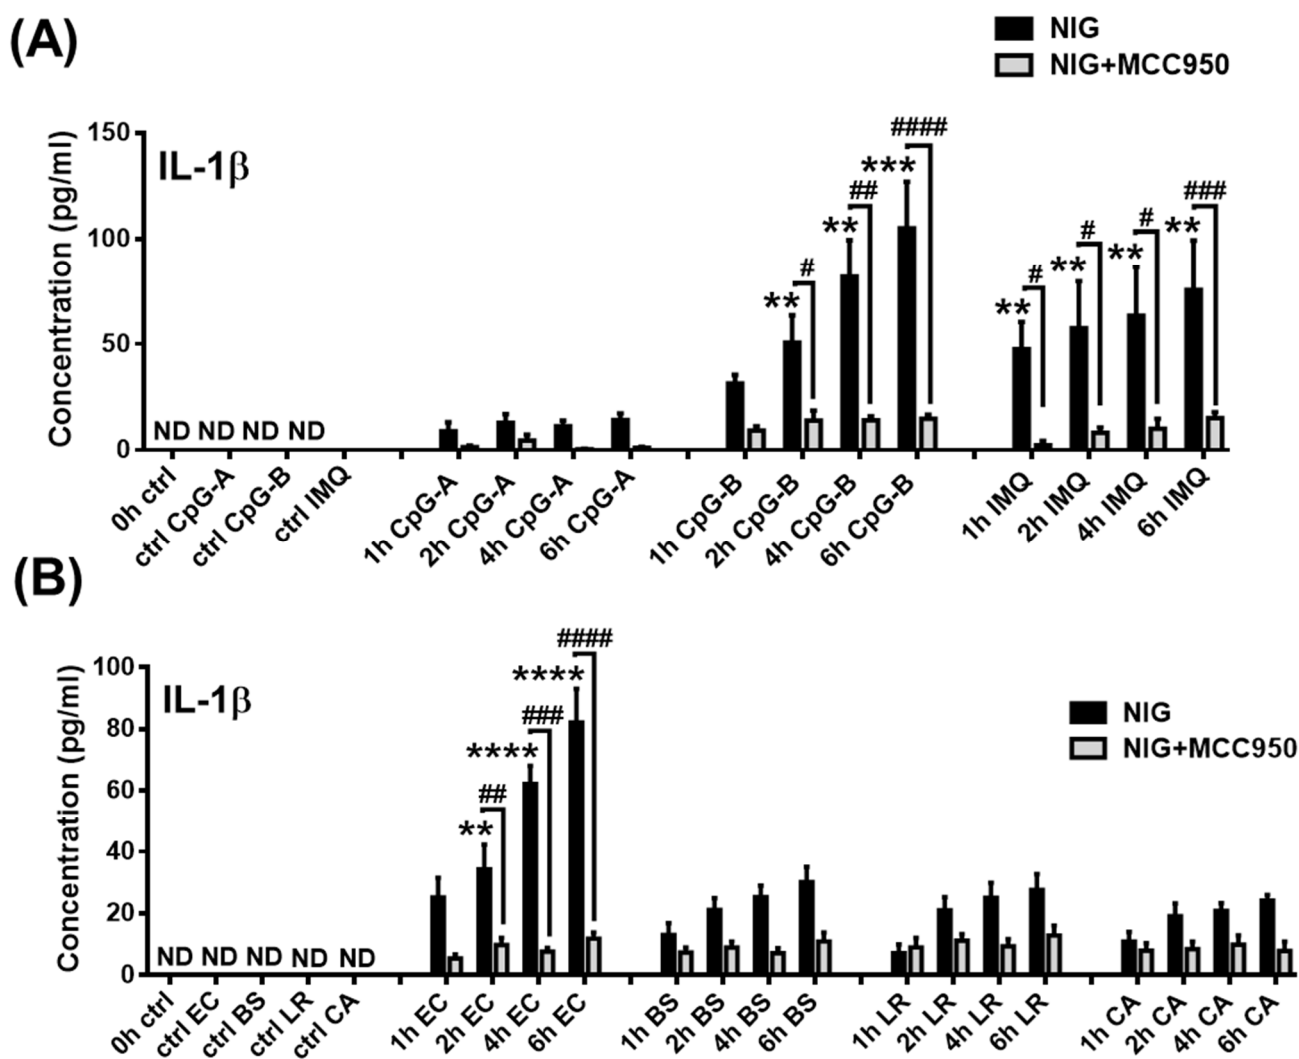 (A)
NIG
NIG+MCC950
150
100
50
0
Concentration (pg/ml)
IL-1β
ND ND ND ND
**
#
**
##
***
####
**
#
**
#
**
#
**
###
0h ctrl
ctrl CpG-A
ctrl CpG-B
ctrl IMQ
1h CpG-A
2h CpG-A
4h CpG-A
6h CpG-A
1h CpG-B
2h CpG-B
4h CpG-B
6h CpG-B
1h IMQ
2h IMQ
4h IMQ
6h IMQ
(B)
100
80
60
40
20
0
Concentration (pg/ml)
IL-1β
NIG
NIG+MCC950
ND ND ND ND ND
**
##
****
###
****
####
0h ctrl
ctrl EC
ctrl BS
ctrl LR
ctrl CA
1h EC
2h EC
4h EC
6h EC
1h BS
2h BS
4h BS
6h BS
1h LR
2h LR
4h LR
6h LR
1h CA
2h CA
4h CA
6h CA